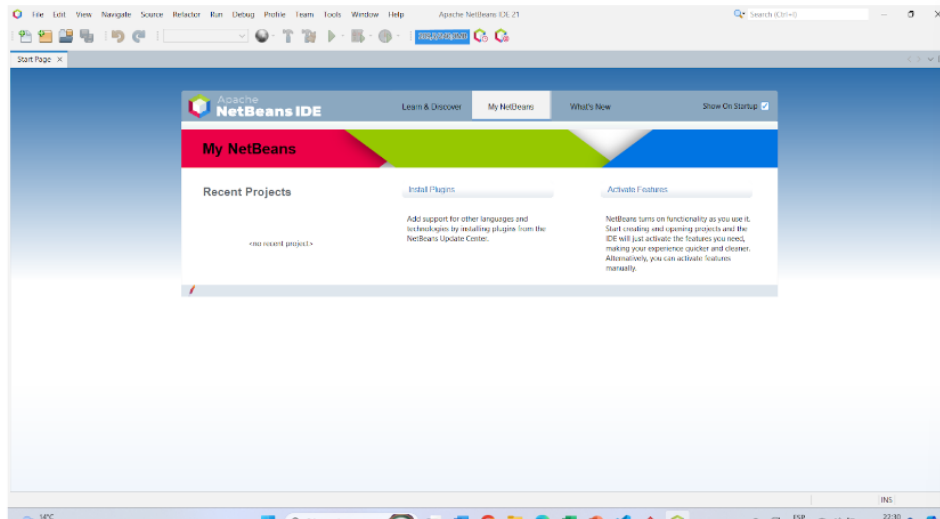 File Edit View Navigate Source Refactor Run Debug Profile Team Tools Window Help Apache NetBeans IDE 21 Search (Ctrl+I)
Start Page
Apache
NetBeans IDE
Learn & Discover My NetBeans What's New Show On Startup
My NetBeans
Recent Projects
<no recent project>
Install Plugins
Add support for other languages and
technologies by installing plugins from the
NetBeans Update Center.
Activate Features
NetBeans turns on functionality as you use it.
Start creating and opening projects and the
IDE will just activate the features you need,
making your experience quicker and cleaner.
Alternatively, you can activate features
manually.
INS
14°C ESP 22:30